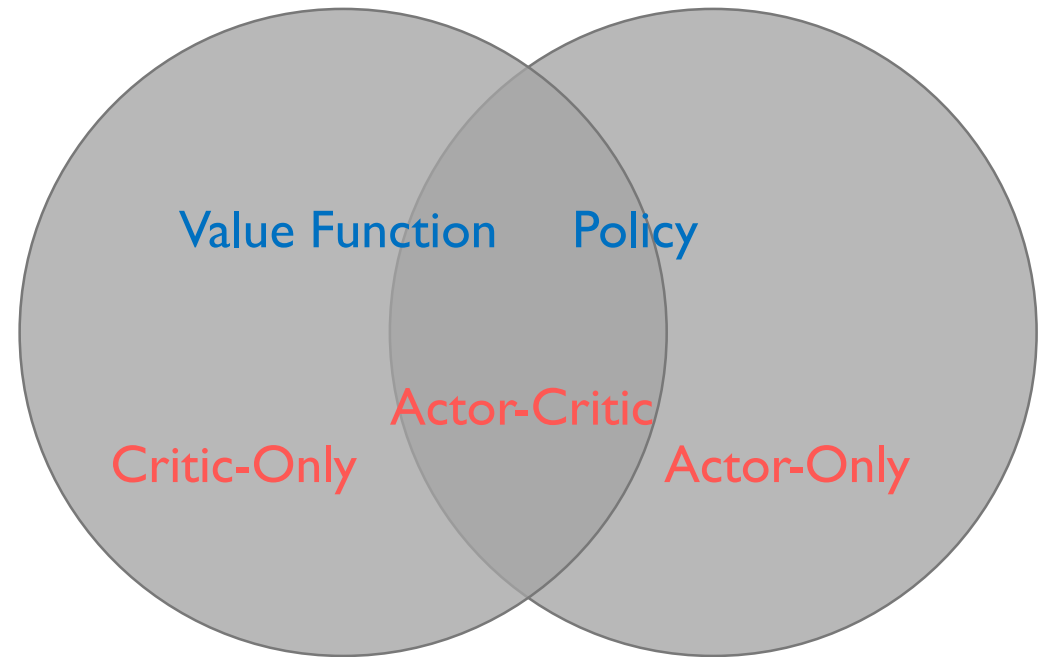 Value Function
Policy
Actor-Critic
Critic-Only
Actor-Only